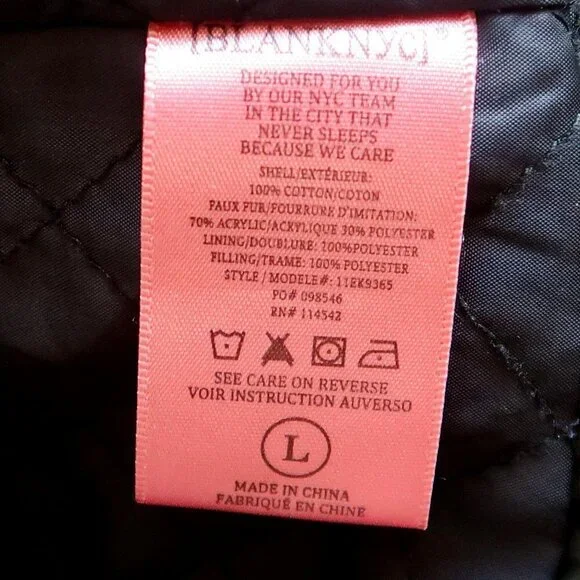 [BLANKNYC]®
DESIGNED FOR YOU
BY OUR NYC TEAM
IN THE CITY THAT
NEVER SLEEPS
BECAUSE WE CARE
SHELL/EXTÉRIEUR:
100% COTTON/COTON
FAUX FUR/FOURRURE D'IMITATION:
70% ACRYLIC/ACRYLIQUE 30% POLYESTER
LINING/DOUBLURE: 100%POLYESTER
FILLING/TRAME: 100% POLYESTER
STYLE / MODELE#: 11EK9365
PO# 098546
RN# 114542
SEE CARE ON REVERSE
VOIR INSTRUCTION AUVERSO
L
MADE IN CHINA
FABRIQUÉ EN CHINE